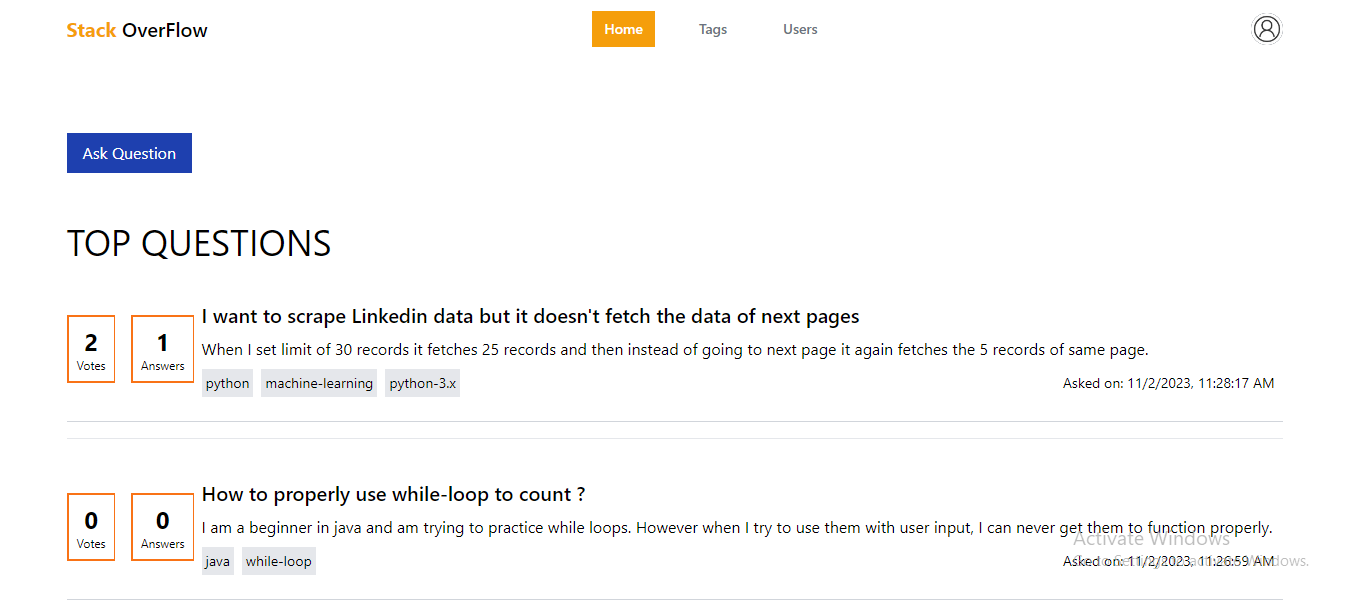 Stack OverFlow
Home
Tags
Users
Ask Question
TOP QUESTIONS
I want to scrape Linkedin data but it doesn't fetch the data of next pages
2
Votes
1
Answers
When I set limit of 30 records it fetches 25 records and then instead of going to next page it again fetches the 5 records of same page.
python machine-learning python-3.x
Asked on: 11/2/2023, 11:28:17 AM
How to properly use while-loop to count ?
0
Votes
0
Answers
I am a beginner in java and am trying to practice while loops. However when I try to use them with user input, I can never get them to function properly.
java while-loop
Asked on: 11/2/2023, 11:26:59 AM
Activate Windows
Go to Settings to activate Windows.